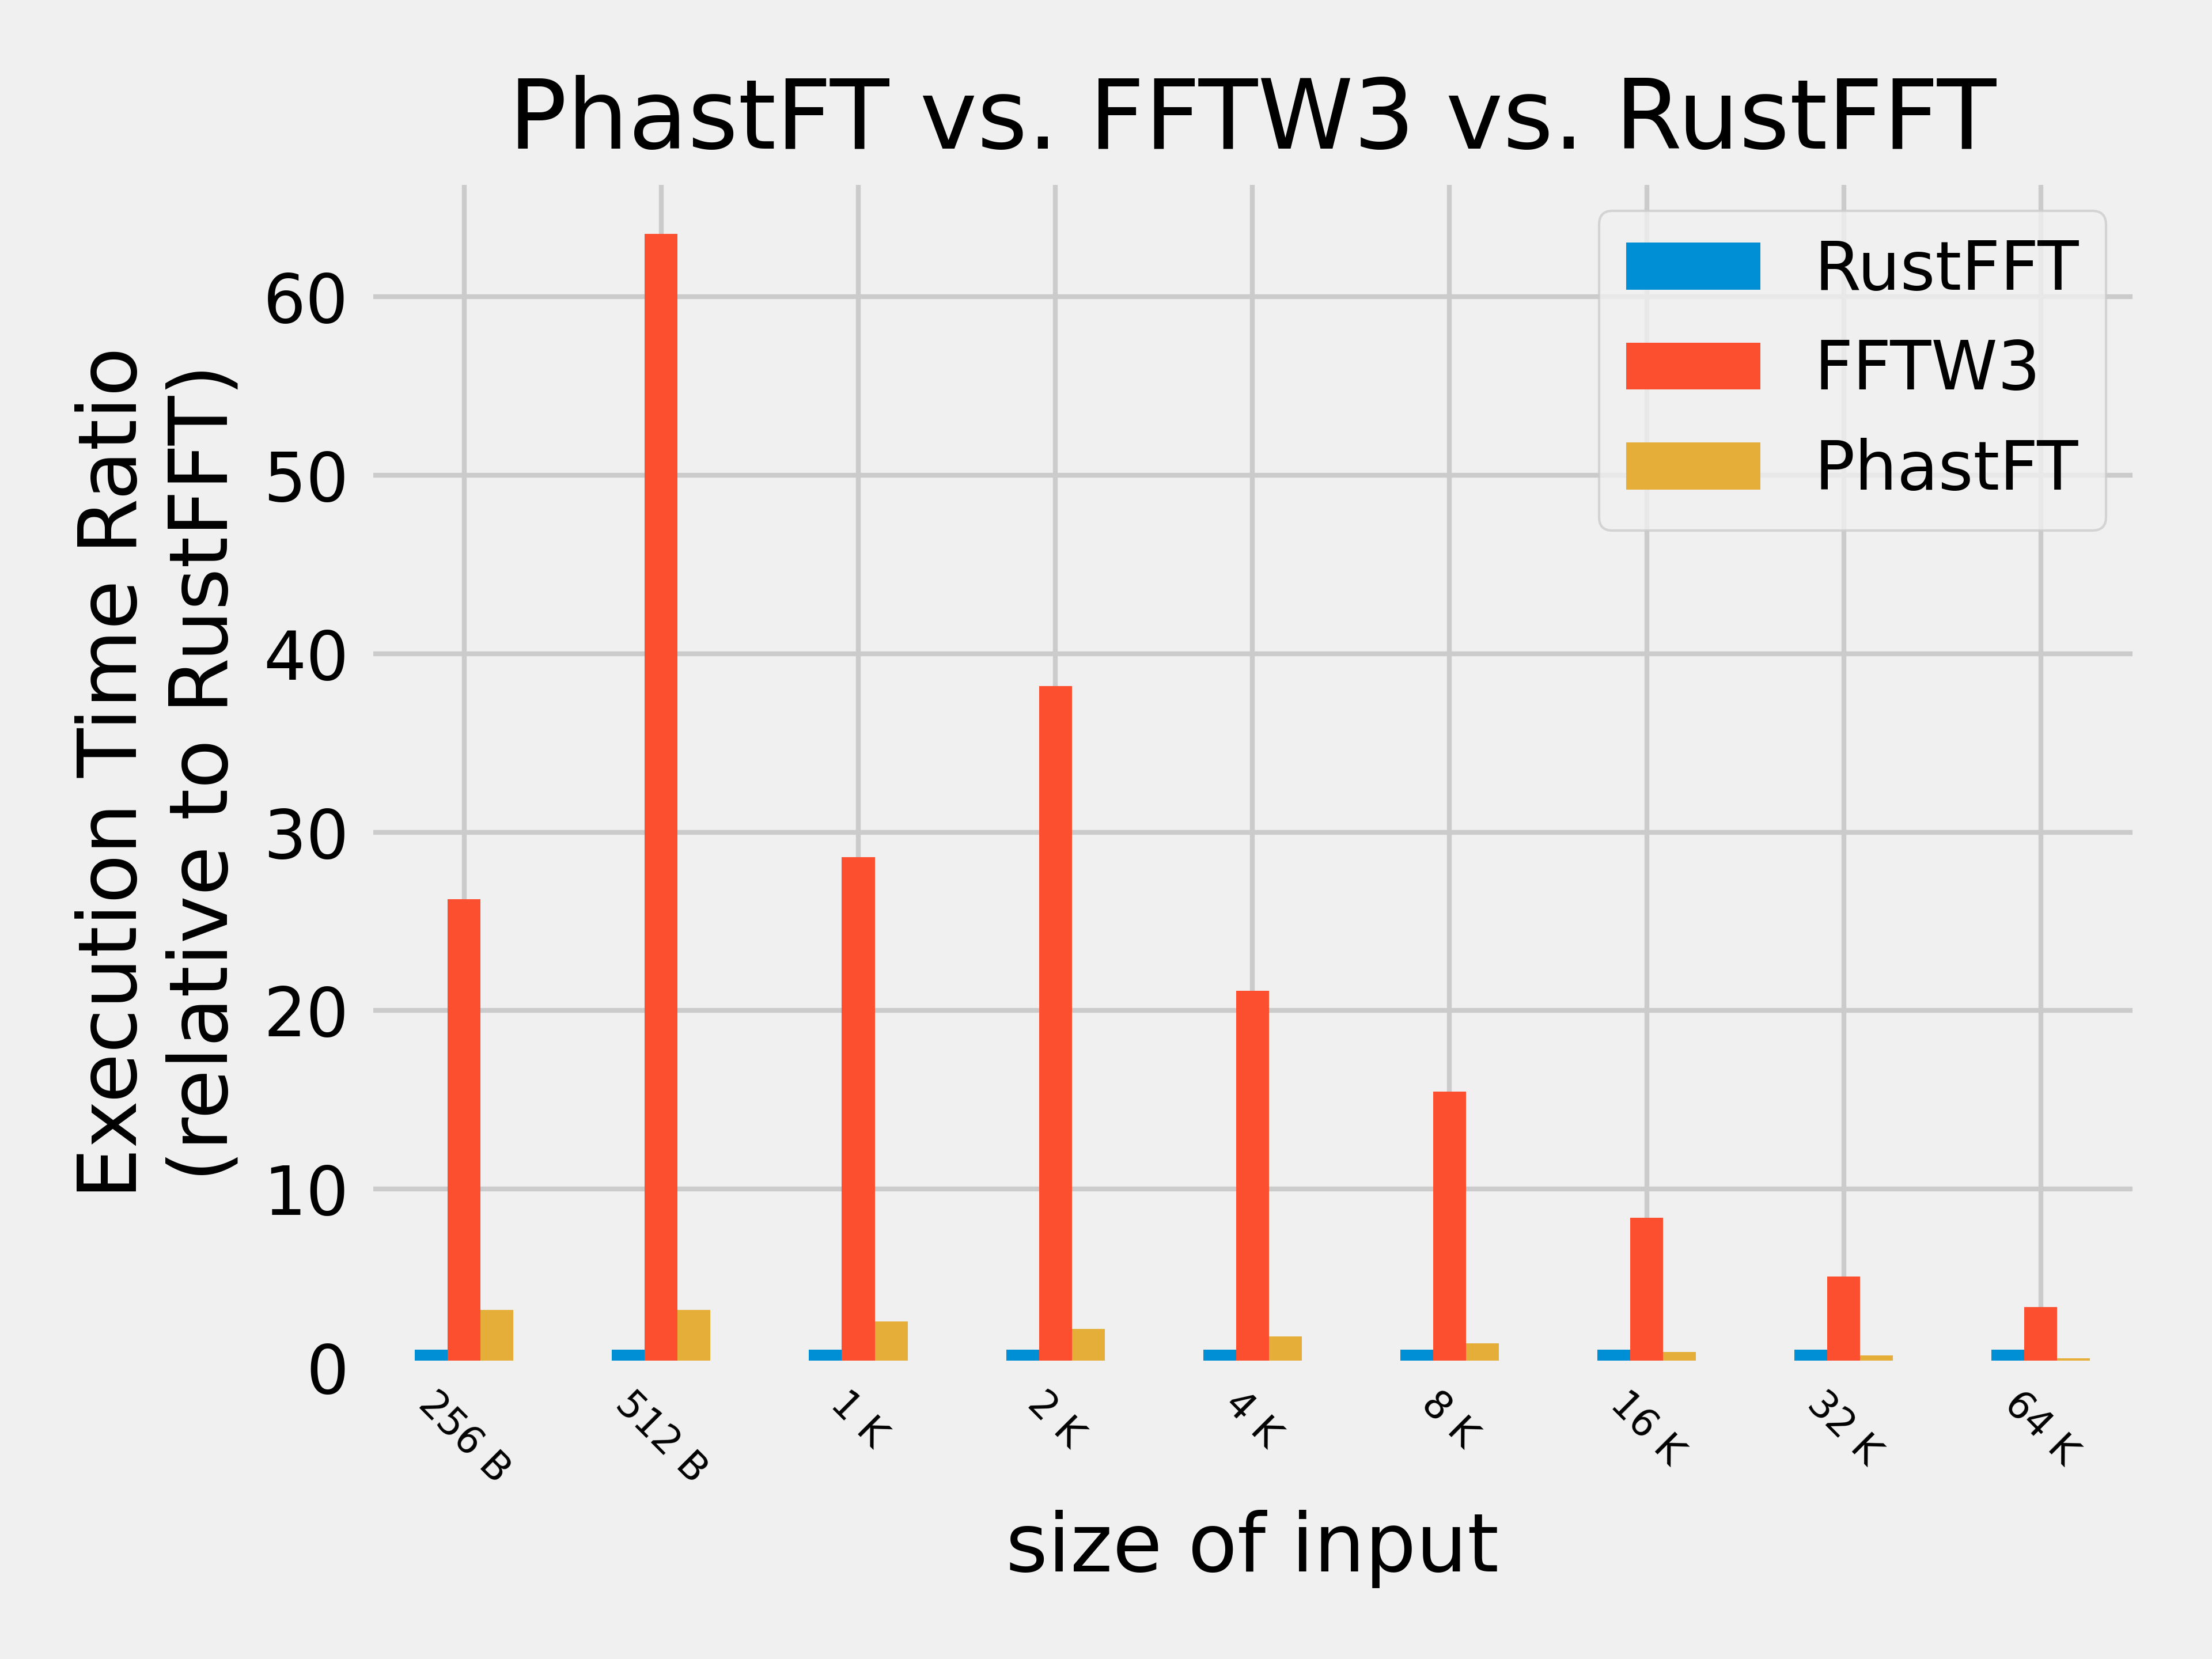 PhastFT vs. FFTW3 vs. RustFFT
Execution Time Ratio
(relative to RustFFT)
60
50
40
30
20
10
0
RustFFT
FFTW3
PhastFT
256 B
512 B
1 K
2 K
4 K
8 K
16 K
32 K
64 K
size of input